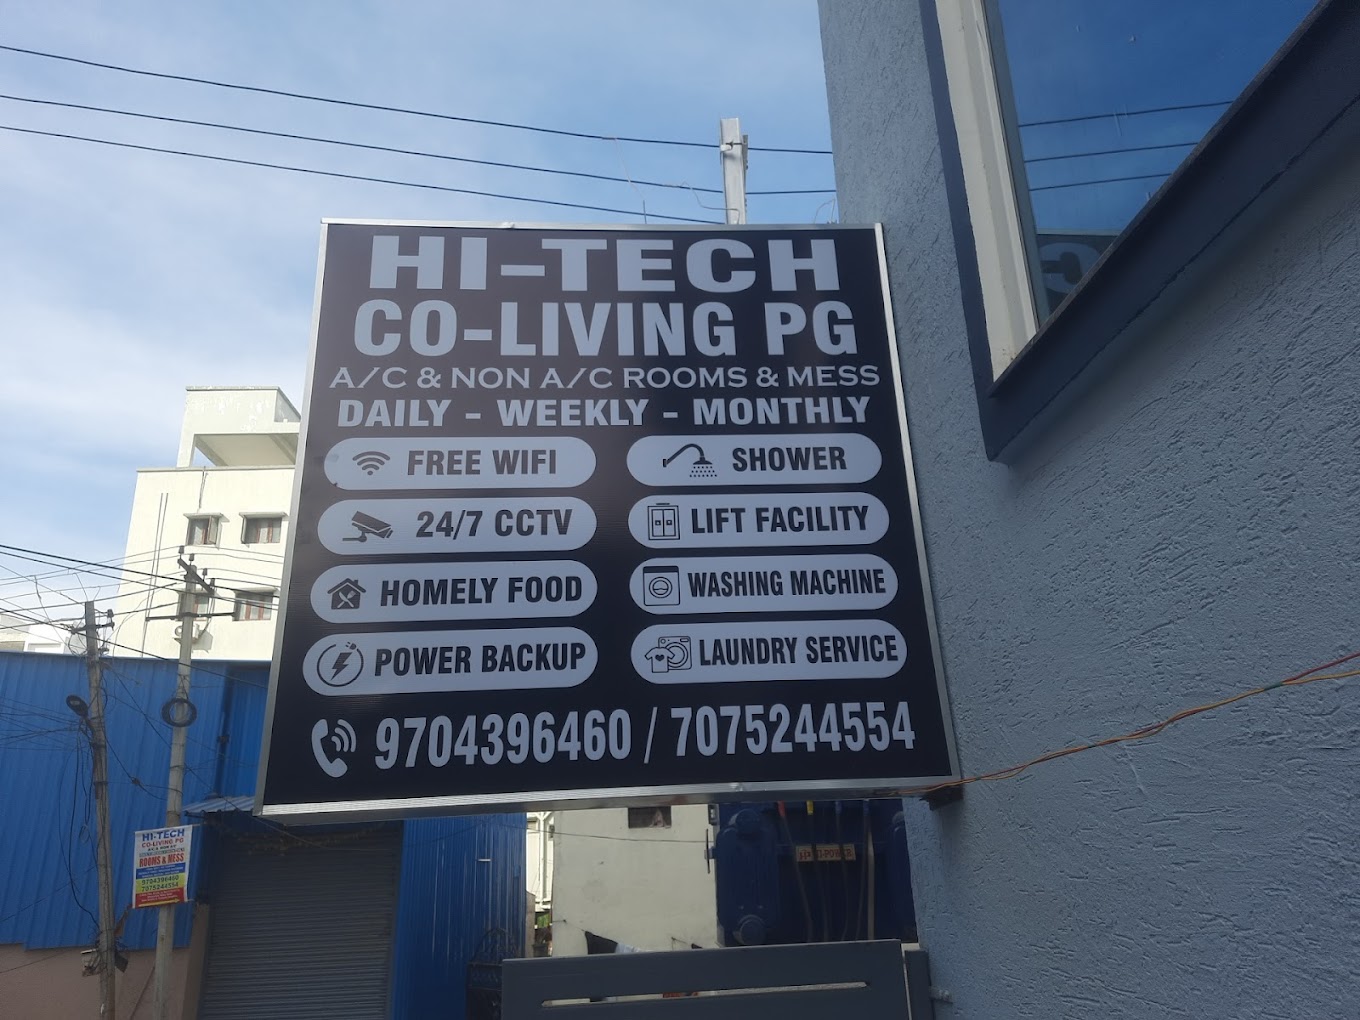 HI-TECH
CO-LIVING PG
A/C & NON A/C ROOMS & MESS
DAILY - WEEKLY - MONTHLY
FREE WIFI
SHOWER
24/7 CCTV
LIFT FACILITY
HOMELY FOOD
WASHING MACHINE
POWER BACKUP
LAUNDRY SERVICE
9704396460 / 7075244554
HI-TECH
CO-LIVING PG
ROOMS & MESS
9704396460
7075244554